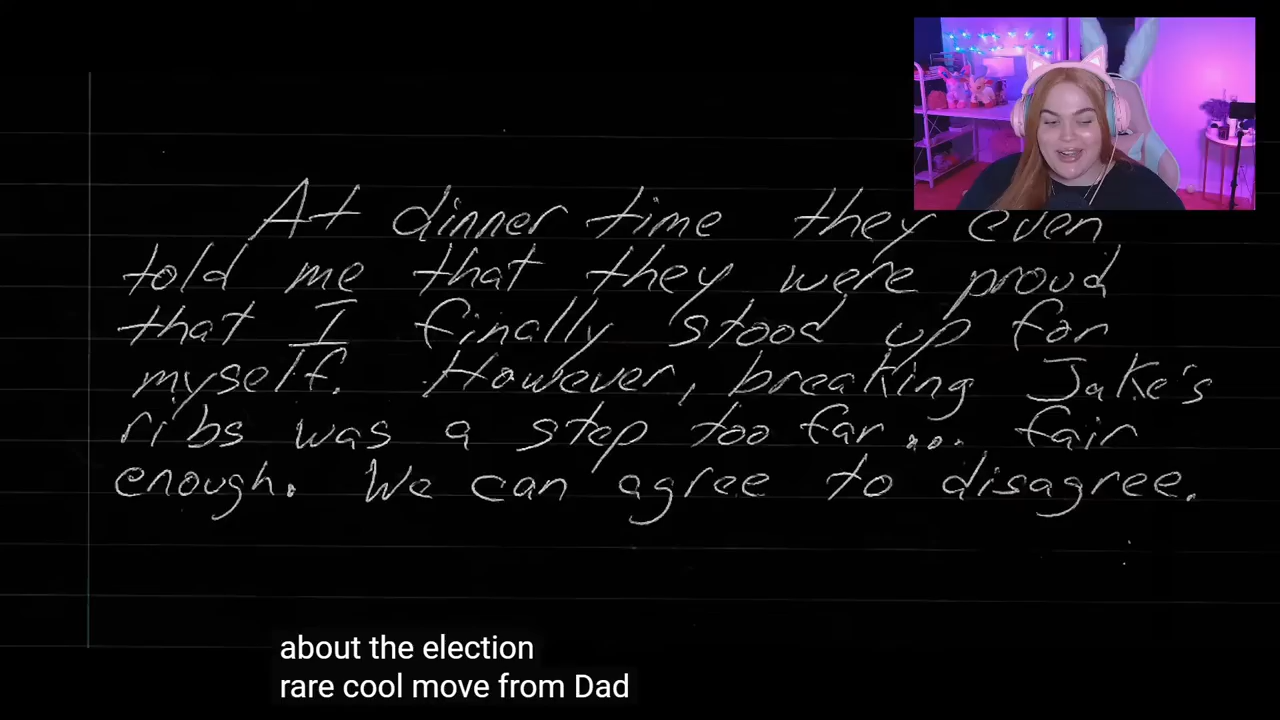 At dinner time they even
told me that they were proud
that I finally stood up for
myself. However, breaking Jake's
ribs was a step too far... fair
enough. We can agree to disagree.
about the election
rare cool move from Dad